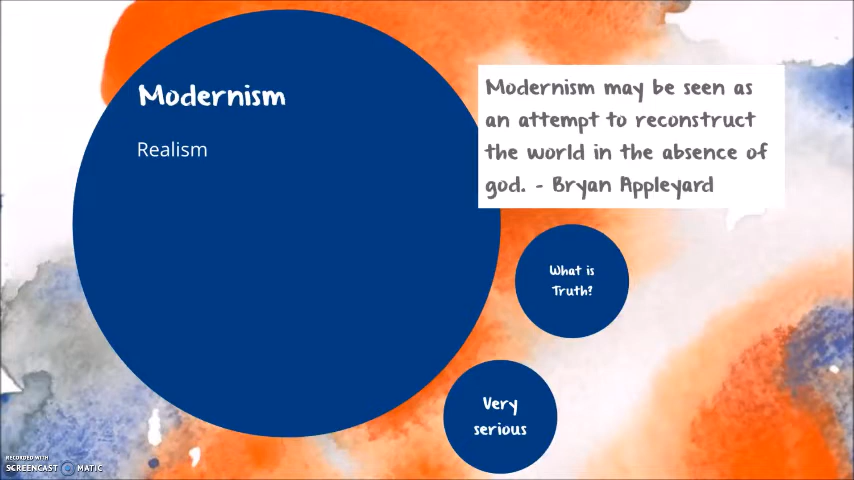 Modernism
Realism
Modernism may be seen as
an attempt to reconstruct
the world in the absence of
god. - Bryan Appleyard
What is
Truth?
Very
serious
RECORDED WITH
SCREENCAST MATIC